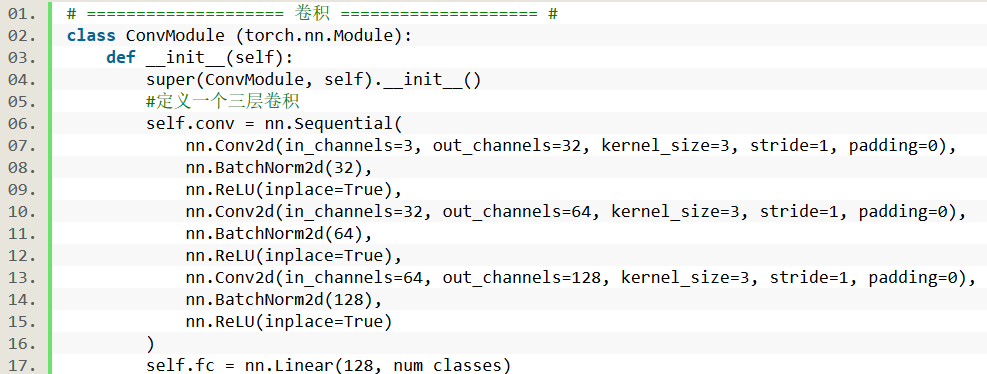 01. # ==================== 卷积 ==================== #
02. class ConvModule (torch.nn.Module):
03.     def __init__(self):
04.         super(ConvModule, self).__init__()
05.         #定义一个三层卷积
06.         self.conv = nn.Sequential(
07.             nn.Conv2d(in_channels=3, out_channels=32, kernel_size=3, stride=1, padding=0),
08.             nn.BatchNorm2d(32),
09.             nn.ReLU(inplace=True),
10.             nn.Conv2d(in_channels=32, out_channels=64, kernel_size=3, stride=1, padding=0),
11.             nn.BatchNorm2d(64),
12.             nn.ReLU(inplace=True),
13.             nn.Conv2d(in_channels=64, out_channels=128, kernel_size=3, stride=1, padding=0),
14.             nn.BatchNorm2d(128),
15.             nn.ReLU(inplace=True)
16.         )
17.         self.fc = nn.Linear(128, num classes)